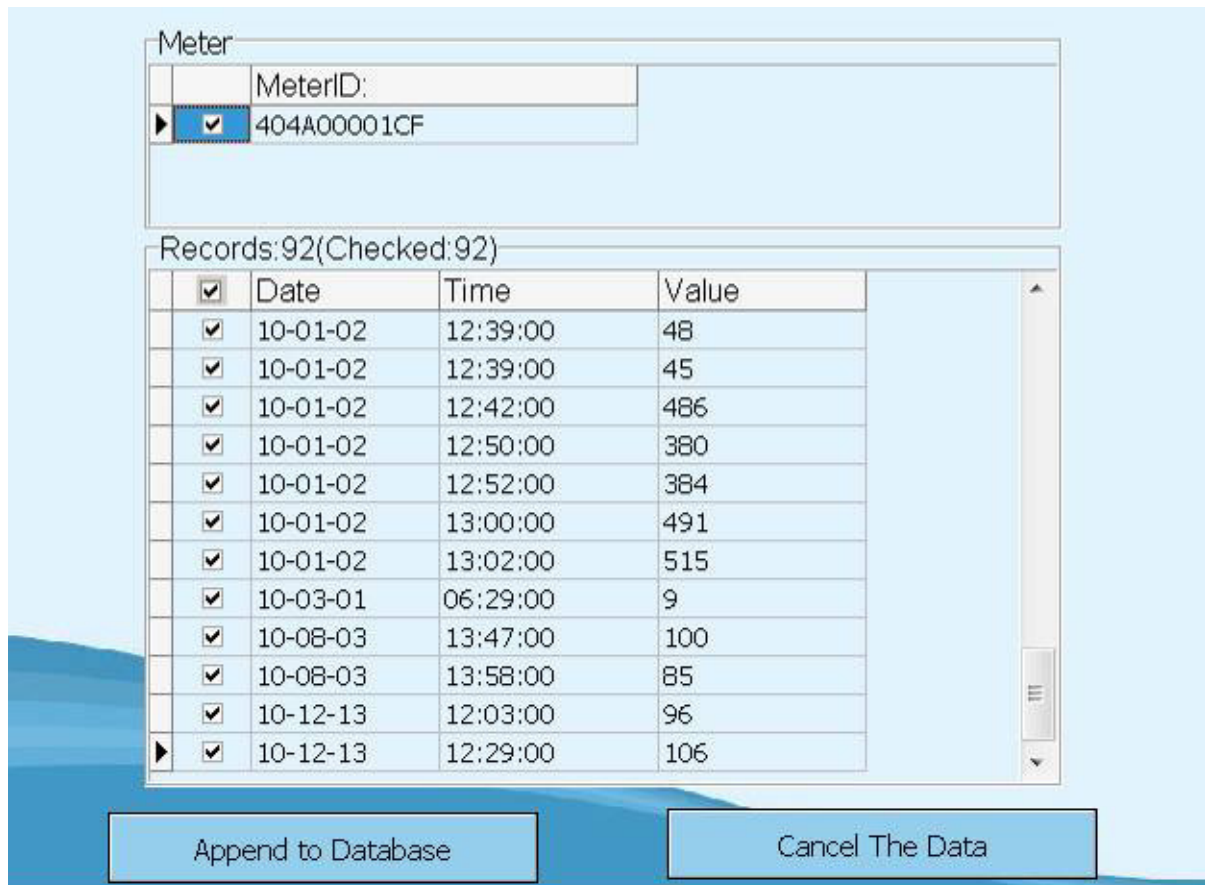 Meter
MeterID:
404A00001CF
Records:92(Checked:92)
Date Time Value
10-01-02 12:39:00 48
10-01-02 12:39:00 45
10-01-02 12:42:00 486
10-01-02 12:50:00 380
10-01-02 12:52:00 384
10-01-02 13:00:00 491
10-01-02 13:02:00 515
10-03-01 06:29:00 9
10-08-03 13:47:00 100
10-08-03 13:58:00 85
10-12-13 12:03:00 96
10-12-13 12:29:00 106
Append to Database Cancel The Data